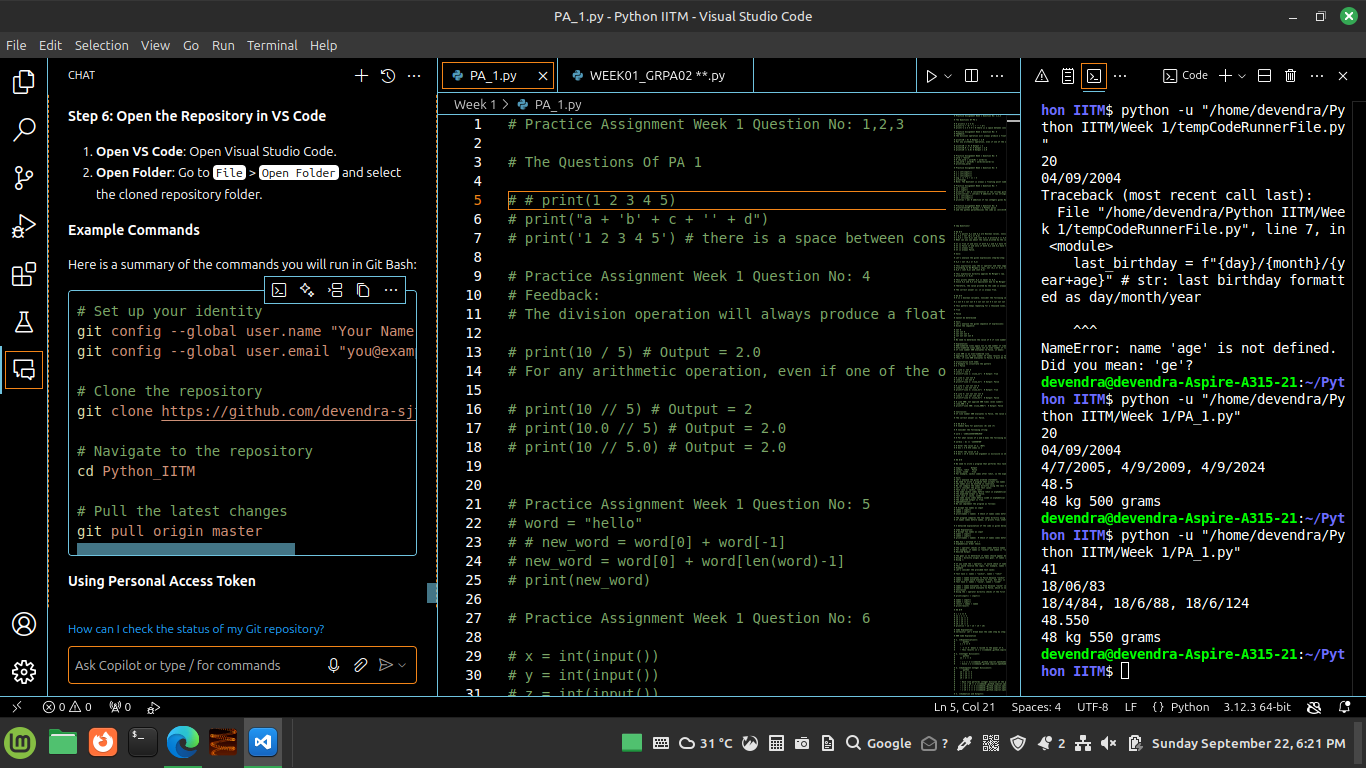 PA_1.py - Python IITM - Visual Studio Code
File Edit Selection View Go Run Terminal Help
CHAT
Step 6: Open the Repository in VS Code
1. Open VS Code: Open Visual Studio Code.
2. Open Folder: Go to File > Open Folder and select
the cloned repository folder.
Example Commands
Here is a summary of the commands you will run in Git Bash:
# Set up your identity
git config --global user.name "Your Name
git config --global user.email "you@exam
# Clone the repository
git clone https://github.com/devendra-sj
# Navigate to the repository
cd Python_IITM
# Pull the latest changes
git pull origin master
Using Personal Access Token
How can I check the status of my Git repository?
Ask Copilot or type / for commands
PA_1.py WEEK01_GRPA02 **.py
Week 1 > PA_1.py
1 # Practice Assignment Week 1 Question No: 1,2,3
2
3 # The Questions Of PA 1
4
5 # # print(1 2 3 4 5)
6 # print("a + 'b' + c + '' + d")
7 # print('1 2 3 4 5') # there is a space between cons
8
9 # Practice Assignment Week 1 Question No: 4
10 # Feedback:
11 # The division operation will always produce a float
12
13 # print(10 / 5) # Output = 2.0
14 # For any arithmetic operation, even if one of the o
15
16 # print(10 // 5) # Output = 2
17 # print(10.0 // 5) # Output = 2.0
18 # print(10 // 5.0) # Output = 2.0
19
20
21 # Practice Assignment Week 1 Question No: 5
22 # word = "hello"
23 # # new_word = word[0] + word[-1]
24 # new_word = word[0] + word[len(word)-1]
25 # print(new_word)
26
27 # Practice Assignment Week 1 Question No: 6
28
29 # x = int(input())
30 # y = int(input())
31 # z = int(input())
Code
hon IITM$ python -u "/home/devendra/Py
thon IITM/Week 1/tempCodeRunnerFile.py
"
20
04/09/2004
Traceback (most recent call last):
File "/home/devendra/Python IITM/Wee
k 1/tempCodeRunnerFile.py", line 7, in
<module>
last_birthday = f"{day}/{month}/{y
ear+age}" # str: last birthday formatt
ed as day/month/year
^^^
NameError: name 'age' is not defined.
Did you mean: 'ge'?
devendra@devendra-Aspire-A315-21:~/Pyt
hon IITM$ python -u "/home/devendra/Py
thon IITM/Week 1/PA_1.py"
20
04/09/2004
4/7/2005, 4/9/2009, 4/9/2024
48.5
48 kg 500 grams
devendra@devendra-Aspire-A315-21:~/Pyt
hon IITM$ python -u "/home/devendra/Py
thon IITM/Week 1/PA_1.py"
41
18/06/83
18/4/84, 18/6/88, 18/6/124
48.550
48 kg 550 grams
devendra@devendra-Aspire-A315-21:~/Pyt
hon IITM$
0 0 0 Ln 5, Col 21 Spaces: 4 UTF-8 LF { } Python 3.12.3 64-bit
31 °C Google ? 2 Sunday September 22, 6:21 PM